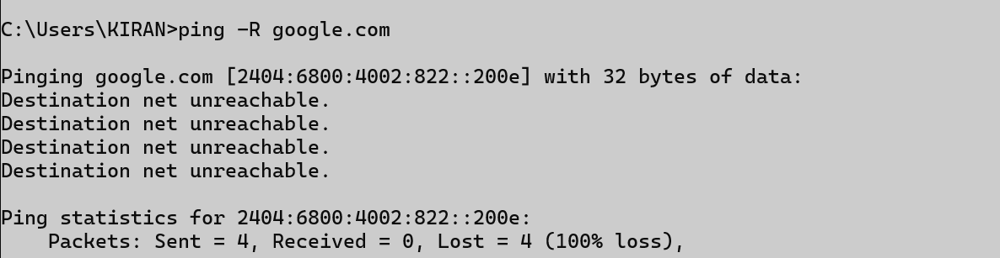 C:\Users\KIRAN>ping -R google.com
Pinging google.com [2404:6800:4002:822::200e] with 32 bytes of data:
Destination net unreachable.
Destination net unreachable.
Destination net unreachable.
Destination net unreachable.
Ping statistics for 2404:6800:4002:822::200e:
    Packets: Sent = 4, Received = 0, Lost = 4 (100% loss),